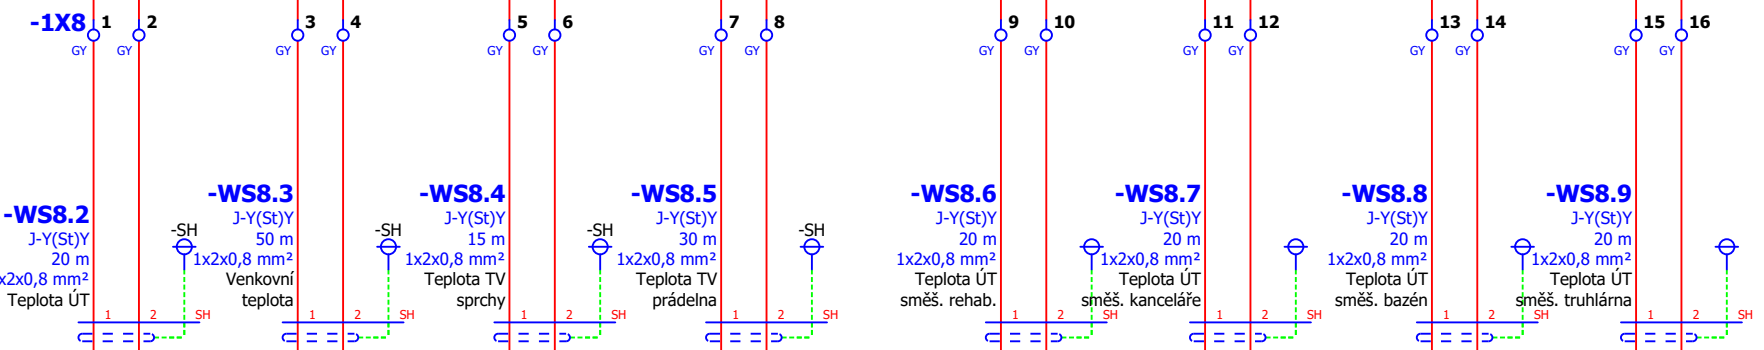 -1X8 1 2 3 4 5 6 7 8 9 10 11 12 13 14 15 16
GY GY GY GY GY GY GY GY GY GY GY GY GY GY GY GY
-WS8.2
J-Y(St)Y
20 m
x2x0,8 mm²
Teplota ÚT
-SH
1 2 SH
-WS8.3
J-Y(St)Y
50 m
1x2x0,8 mm²
Venkovní
teplota
-SH
1 2 SH
-WS8.4
J-Y(St)Y
15 m
1x2x0,8 mm²
Teplota TV
sprchy
-SH
1 2 SH
-WS8.5
J-Y(St)Y
30 m
1x2x0,8 mm²
Teplota TV
prádelna
-SH
1 2 SH
-WS8.6
J-Y(St)Y
20 m
1x2x0,8 mm²
Teplota ÚT
směš. rehab.
1 2 SH
-WS8.7
J-Y(St)Y
20 m
1x2x0,8 mm²
Teplota ÚT
směš. kanceláře
1 2 SH
-WS8.8
J-Y(St)Y
20 m
1x2x0,8 mm²
Teplota ÚT
směš. bazén
1 2 SH
-WS8.9
J-Y(St)Y
20 m
1x2x0,8 mm²
Teplota ÚT
směš. truhlárna
1 2 SH